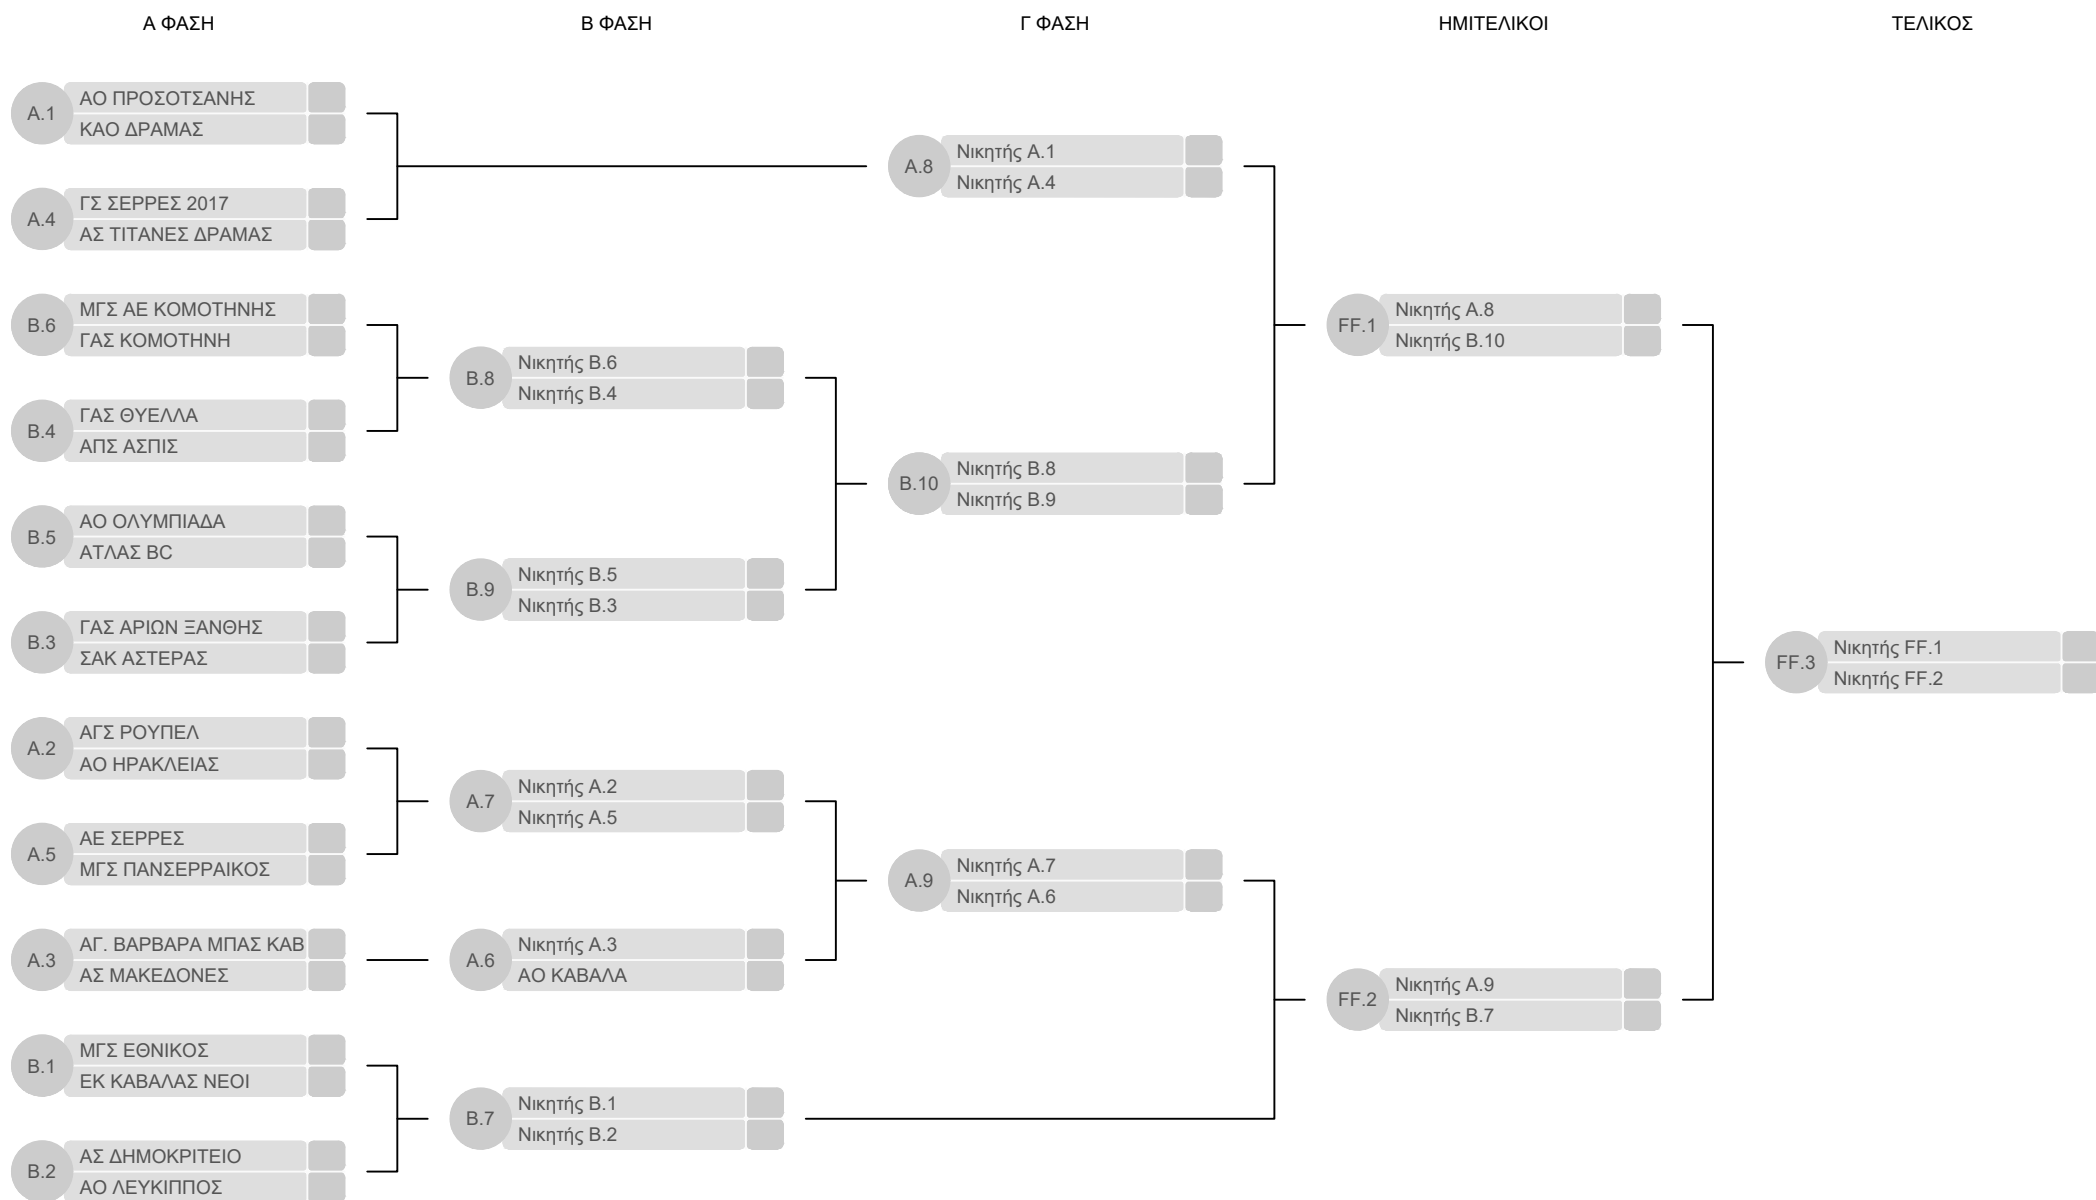 Α ΦΑΣΗ
Β ΦΑΣΗ
Γ ΦΑΣΗ
ΗΜΙΤΕΛΙΚΟΙ
ΤΕΛΙΚΟΣ
A.1
ΑΟ ΠΡΟΣΟΤΣΑΝΗΣ
ΚΑΟ ΔΡΑΜΑΣ
A.4
ΓΣ ΣΕΡΡΕΣ 2017
ΑΣ ΤΙΤΑΝΕΣ ΔΡΑΜΑΣ
B.6
ΜΓΣ ΑΕ ΚΟΜΟΤΗΝΗΣ
ΓΑΣ ΚΟΜΟΤΗΝΗ
B.4
ΓΑΣ ΘΥΕΛΛΑ
ΑΠΣ ΑΣΠΙΣ
B.5
ΑΟ ΟΛΥΜΠΙΑΔΑ
ΑΤΛΑΣ BC
B.3
ΓΑΣ ΑΡΙΩΝ ΞΑΝΘΗΣ
ΣΑΚ ΑΣΤΕΡΑΣ
A.2
ΑΓΣ ΡΟΥΠΕΛ
ΑΟ ΗΡΑΚΛΕΙΑΣ
A.5
ΑΕ ΣΕΡΡΕΣ
ΜΓΣ ΠΑΝΣΕΡΡΑΙΚΟΣ
A.3
ΑΓ. ΒΑΡΒΑΡΑ ΜΠΑΣ ΚΑΒ
ΑΣ ΜΑΚΕΔΟΝΕΣ
B.1
ΜΓΣ ΕΘΝΙΚΟΣ
ΕΚ ΚΑΒΑΛΑΣ ΝΕΟΙ
B.2
ΑΣ ΔΗΜΟΚΡΙΤΕΙΟ
ΑΟ ΛΕΥΚΙΠΠΟΣ
B.8
Νικητής B.6
Νικητής B.4
B.9
Νικητής B.5
Νικητής B.3
A.7
Νικητής A.2
Νικητής A.5
A.6
Νικητής A.3
ΑΟ ΚΑΒΑΛΑ
B.7
Νικητής B.1
Νικητής B.2
A.8
Νικητής A.1
Νικητής A.4
B.10
Νικητής B.8
Νικητής B.9
A.9
Νικητής A.7
Νικητής A.6
FF.1
Νικητής A.8
Νικητής B.10
FF.2
Νικητής A.9
Νικητής B.7
FF.3
Νικητής FF.1
Νικητής FF.2